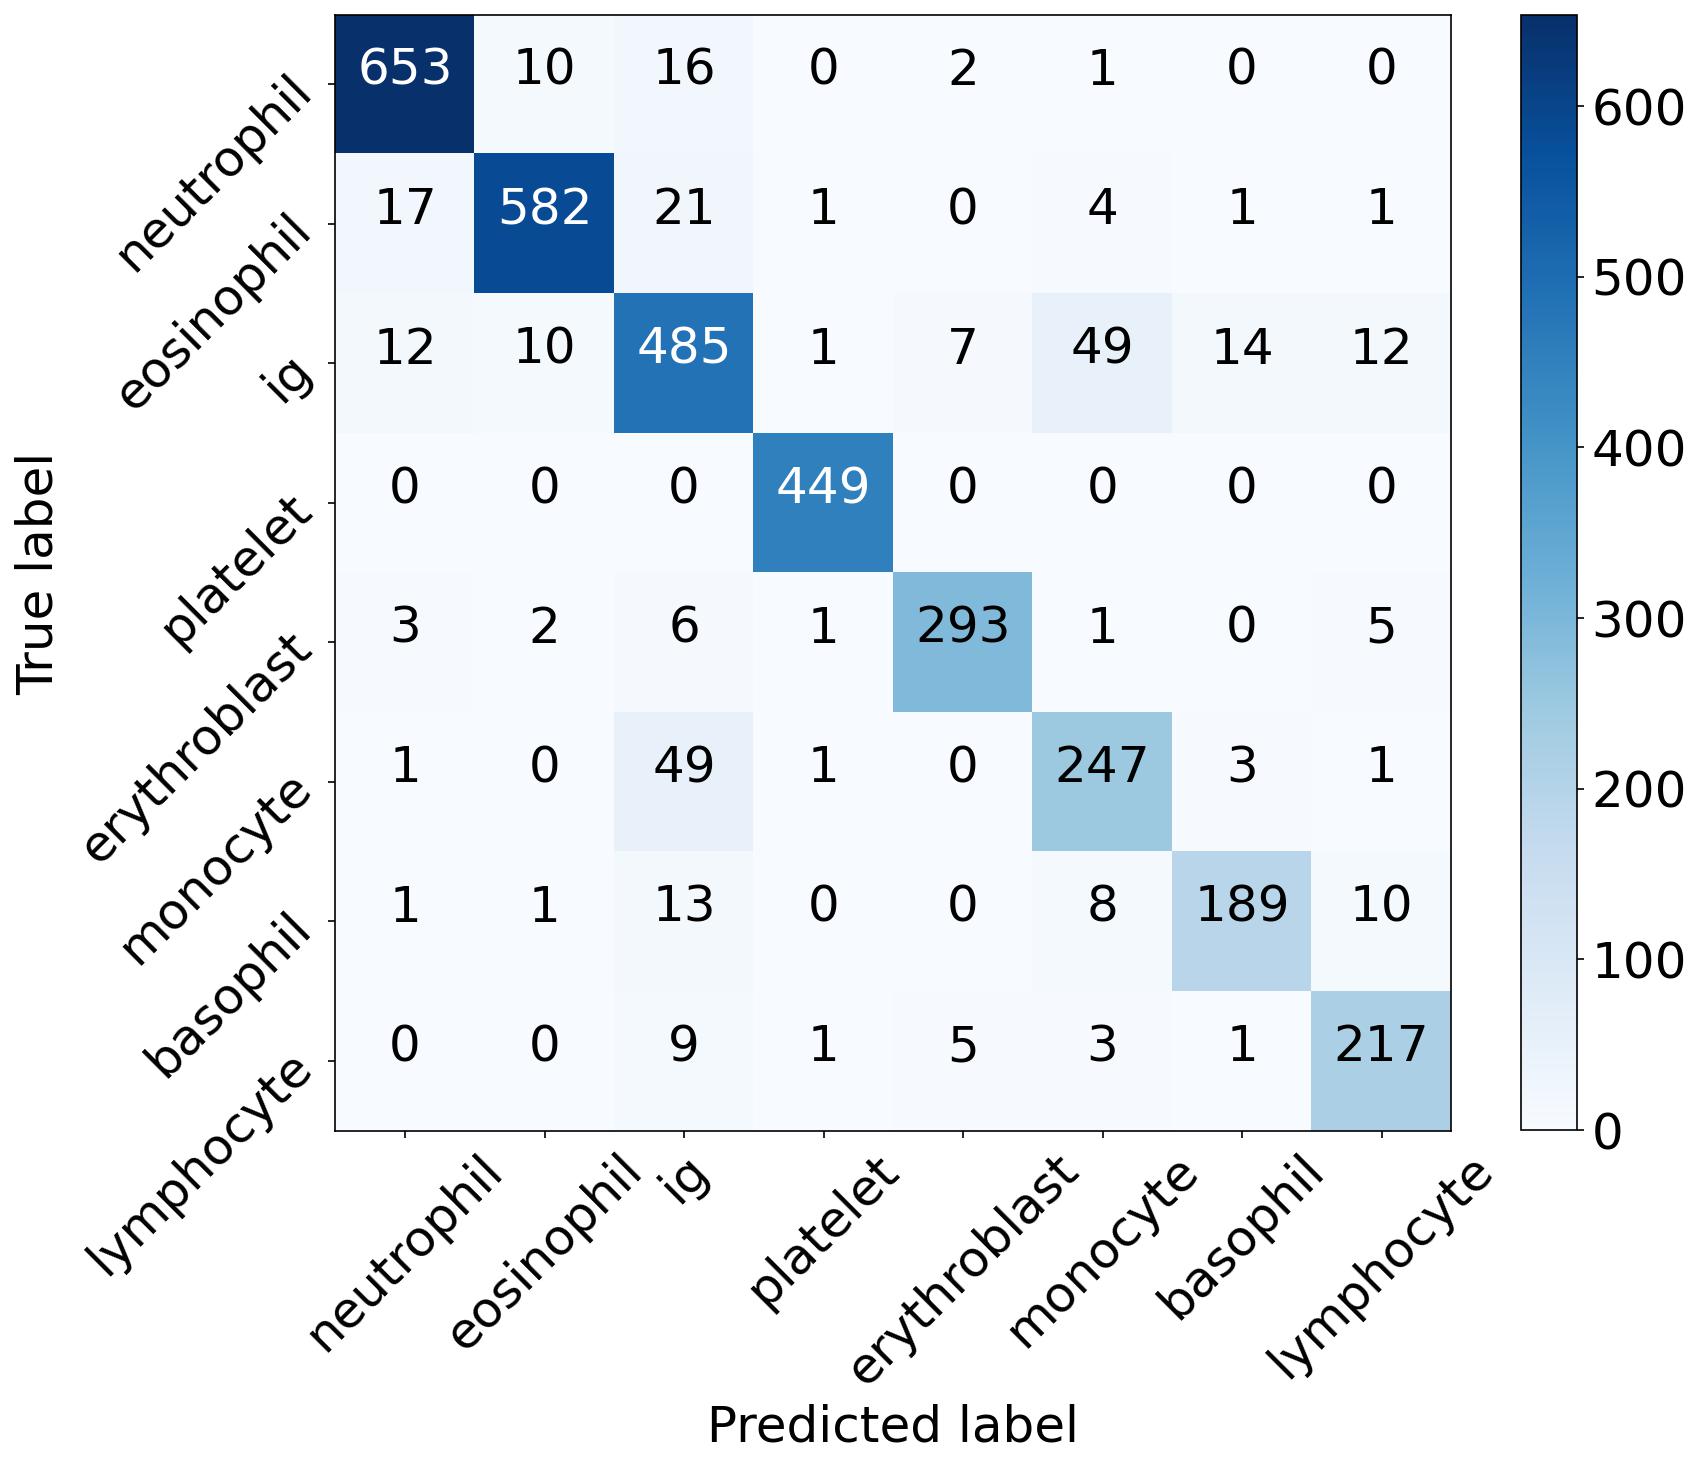 653 10 16 0 2 1 0 0
17 582 21 1 0 4 1 1
12 10 485 1 7 49 14 12
0 0 0 449 0 0 0 0
3 2 6 1 293 1 0 5
1 0 49 1 0 247 3 1
1 1 13 0 0 8 189 10
0 0 9 1 5 3 1 217
neutrophil
eosinophil
ig
platelet
erythroblast
monocyte
basophil
lymphocyte
True label
neutrophil
eosinophil
ig
platelet
erythroblast
monocyte
basophil
lymphocyte
Predicted label
600
500
400
300
200
100
0